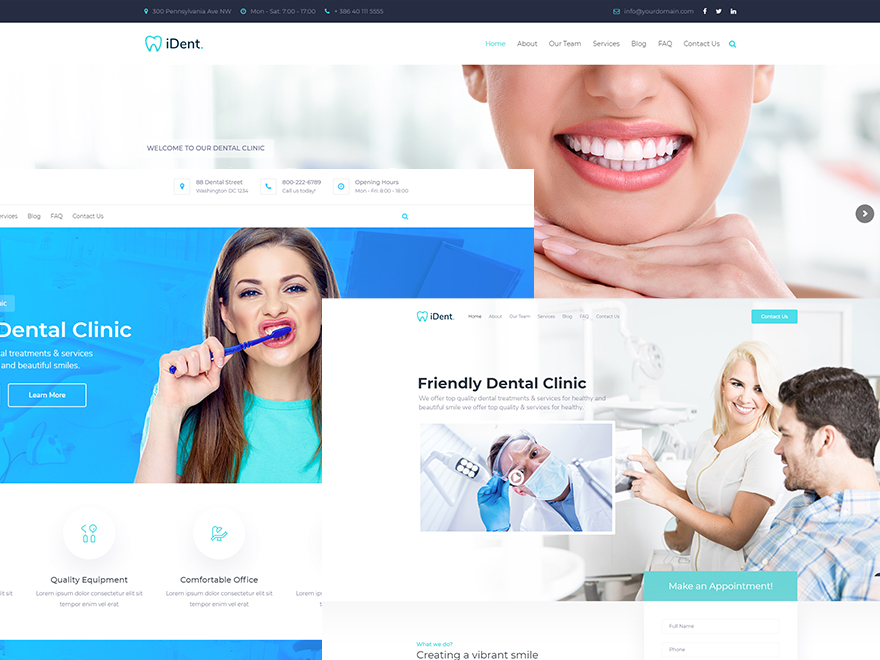 300 Pennsylvania Ave NW Mon - Sat: 7:00 - 17:00 + 386 40 111 5555 info@yourdomain.com
iDent. Home About Our Team Services Blog FAQ Contact Us
WELCOME TO OUR DENTAL CLINIC
88 Dental Street 800-222-6789 Opening Hours
Washington DC 1234 Call us today! Mon - Fri: 8:00 - 18:00
ervices Blog FAQ Contact Us
nic
Dental Clinic
al treatments & services
and beautiful smiles.
Learn More
Quality Equipment Comfortable Office
it sit Lorem ipsum dolor consectetur elit sit Lorem ipsum dolor consectetur elit sit Lorem ip
tempor enim vel erat tempor enim vel erat t
iDent. Home About Our Team Services Blog FAQ Contact Us Contact Us
Friendly Dental Clinic
We offer top quality dental treatments & services for healthy and
beautiful smile we offer top quality & services for healthy.
Make an Appointment!
Full Name
Phone
What we do?
Creating a vibrant smile